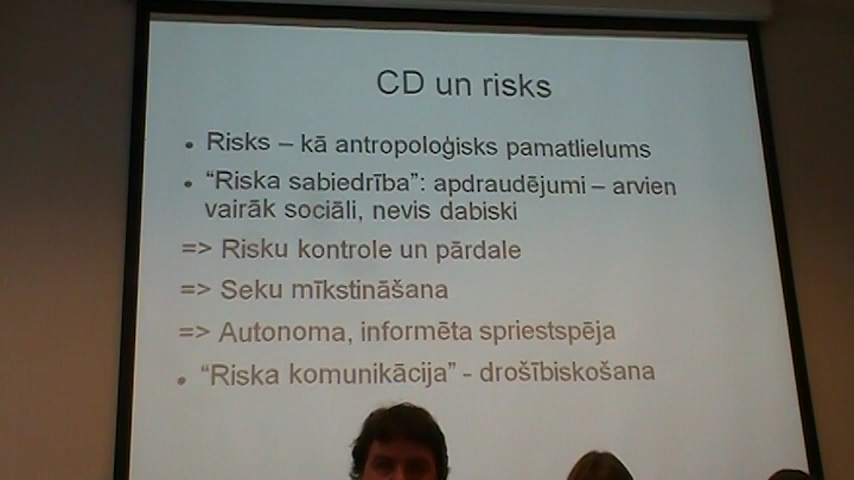 CD un risks
• Risks – kā antropoloģisks pamatlielums
• “Riska sabiedrība”: apdraudējumi – arvien
vairāk sociāli, nevis dabiski
=> Risku kontrole un pārdale
=> Seku mīkstināšana
=> Autonoma, informēta spriestspēja
• “Riska komunikācija” - drošībiskošana